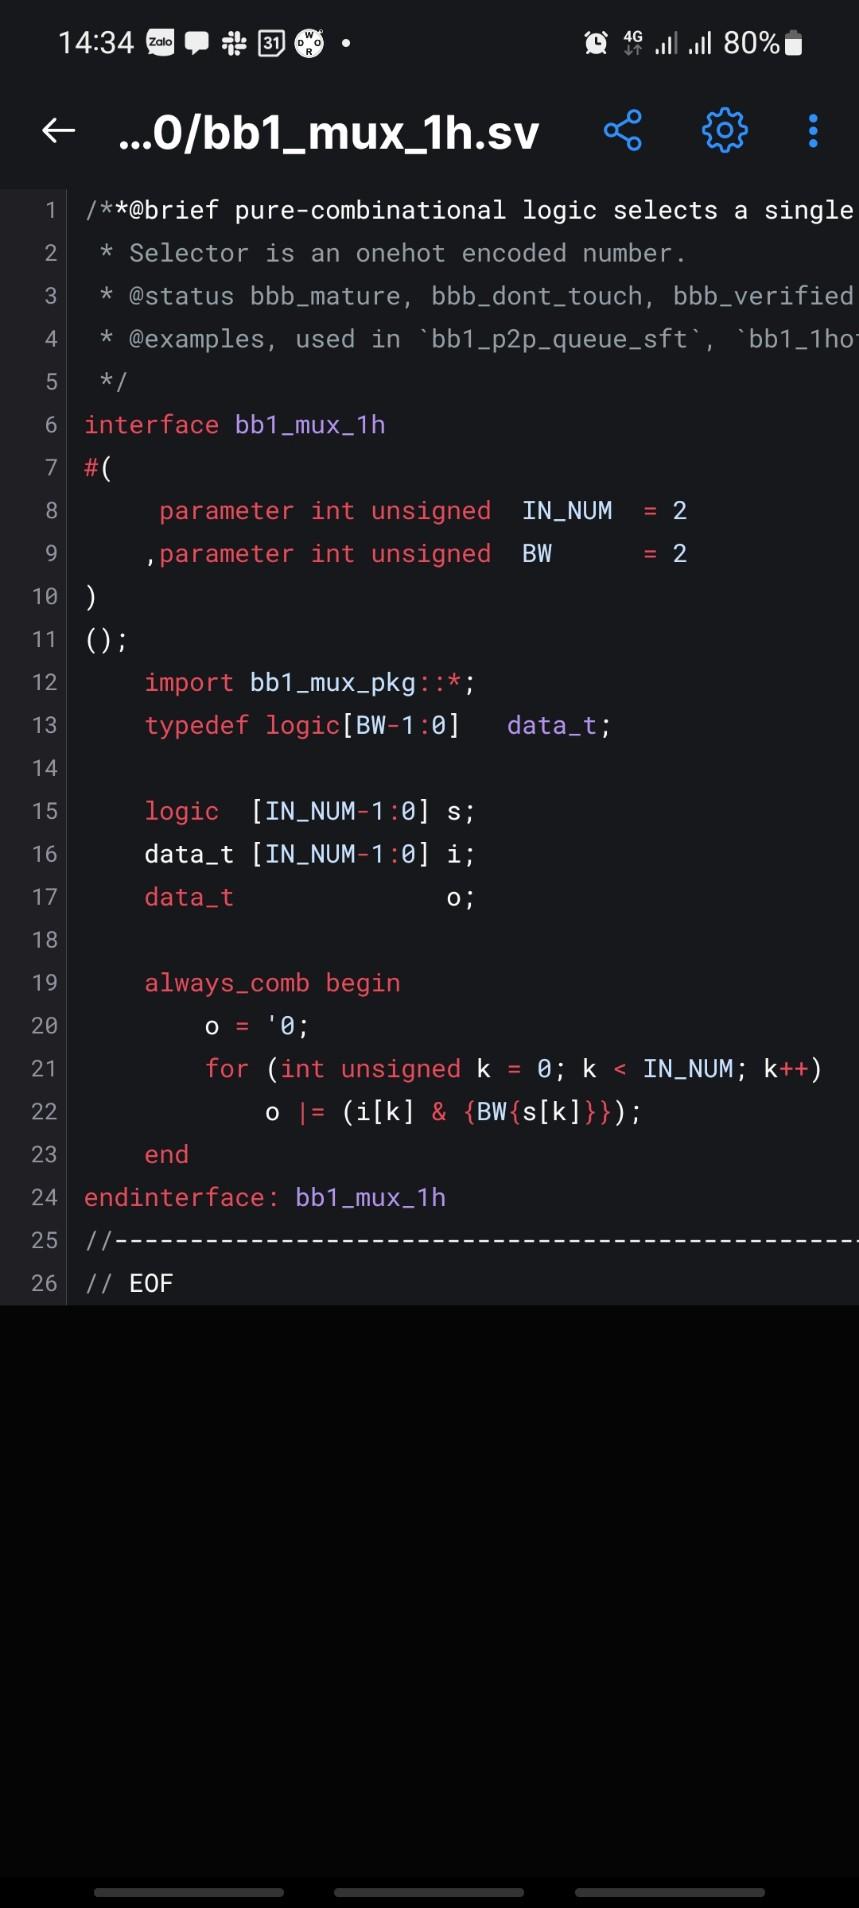 14:34 Zalo 31 W D O R 4G 80%
...0/bb1_mux_1h.sv
1 /**@brief pure-combinational logic selects a single
2 * Selector is an onehot encoded number.
3 * @status bbb_mature, bbb_dont_touch, bbb_verified
4 * @examples, used in `bb1_p2p_queue_sft`, `bb1_1ho
5 */
6 interface bb1_mux_1h
7 #(
8 parameter int unsigned IN_NUM = 2
9 ,parameter int unsigned BW = 2
10 )
11 ();
12 import bb1_mux_pkg::*;
13 typedef logic[BW-1:0] data_t;
14
15 logic [IN_NUM-1:0] s;
16 data_t [IN_NUM-1:0] i;
17 data_t o;
18
19 always_comb begin
20 o = '0;
21 for (int unsigned k = 0; k < IN_NUM; k++)
22 o |= (i[k] & {BW{s[k]}});
23 end
24 endinterface: bb1_mux_1h
25 //-------------------------------------------------
26 // EOF